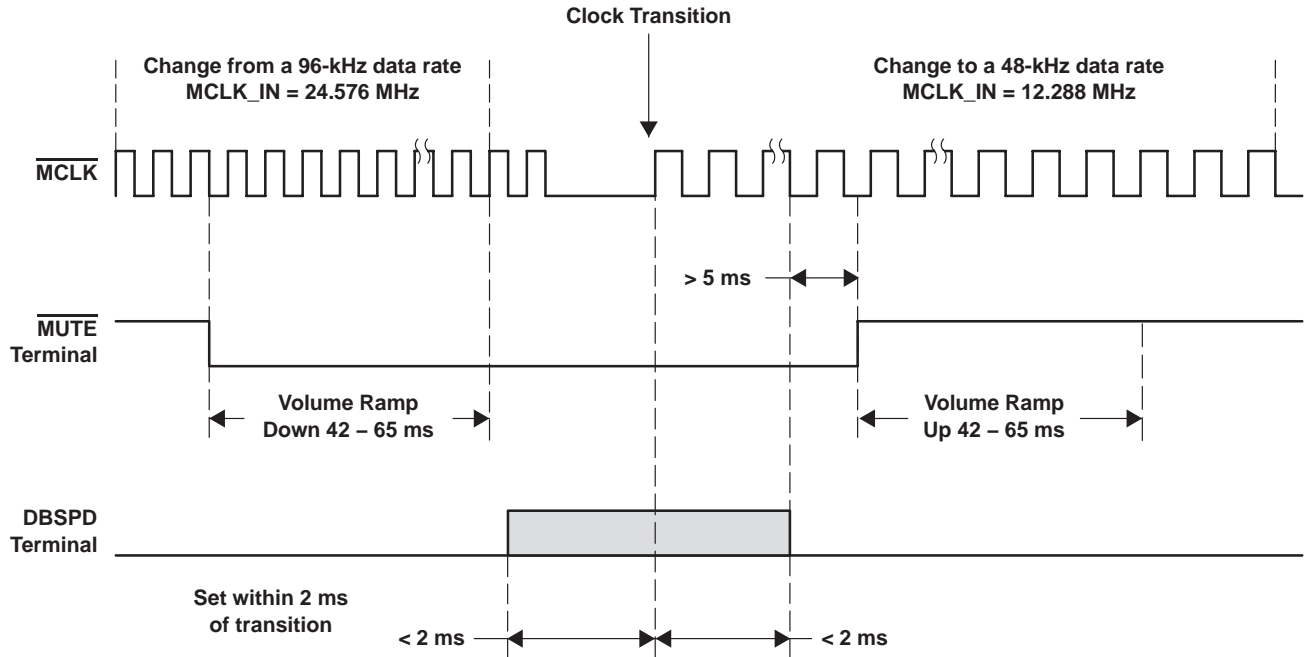 Clock Transition
Change from a 96-kHz data rate
MCLK_IN = 24.576 MHz
Change to a 48-kHz data rate
MCLK_IN = 12.288 MHz
MCLK
> 5 ms
MUTE
Terminal
Volume Ramp
Down 42 – 65 ms
Volume Ramp
Up 42 – 65 ms
DBSPD
Terminal
Set within 2 ms
of transition
< 2 ms
< 2 ms